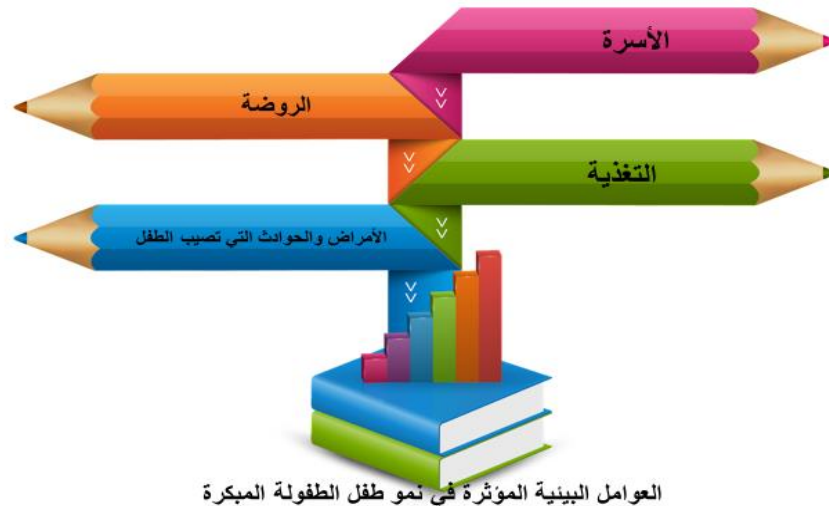 الأسرة
الروضة
التغذية
الأمراض والحوادث التي تصيب الطفل
العوامل البيئية المؤثرة في نمو طفل الطفولة المبكرة